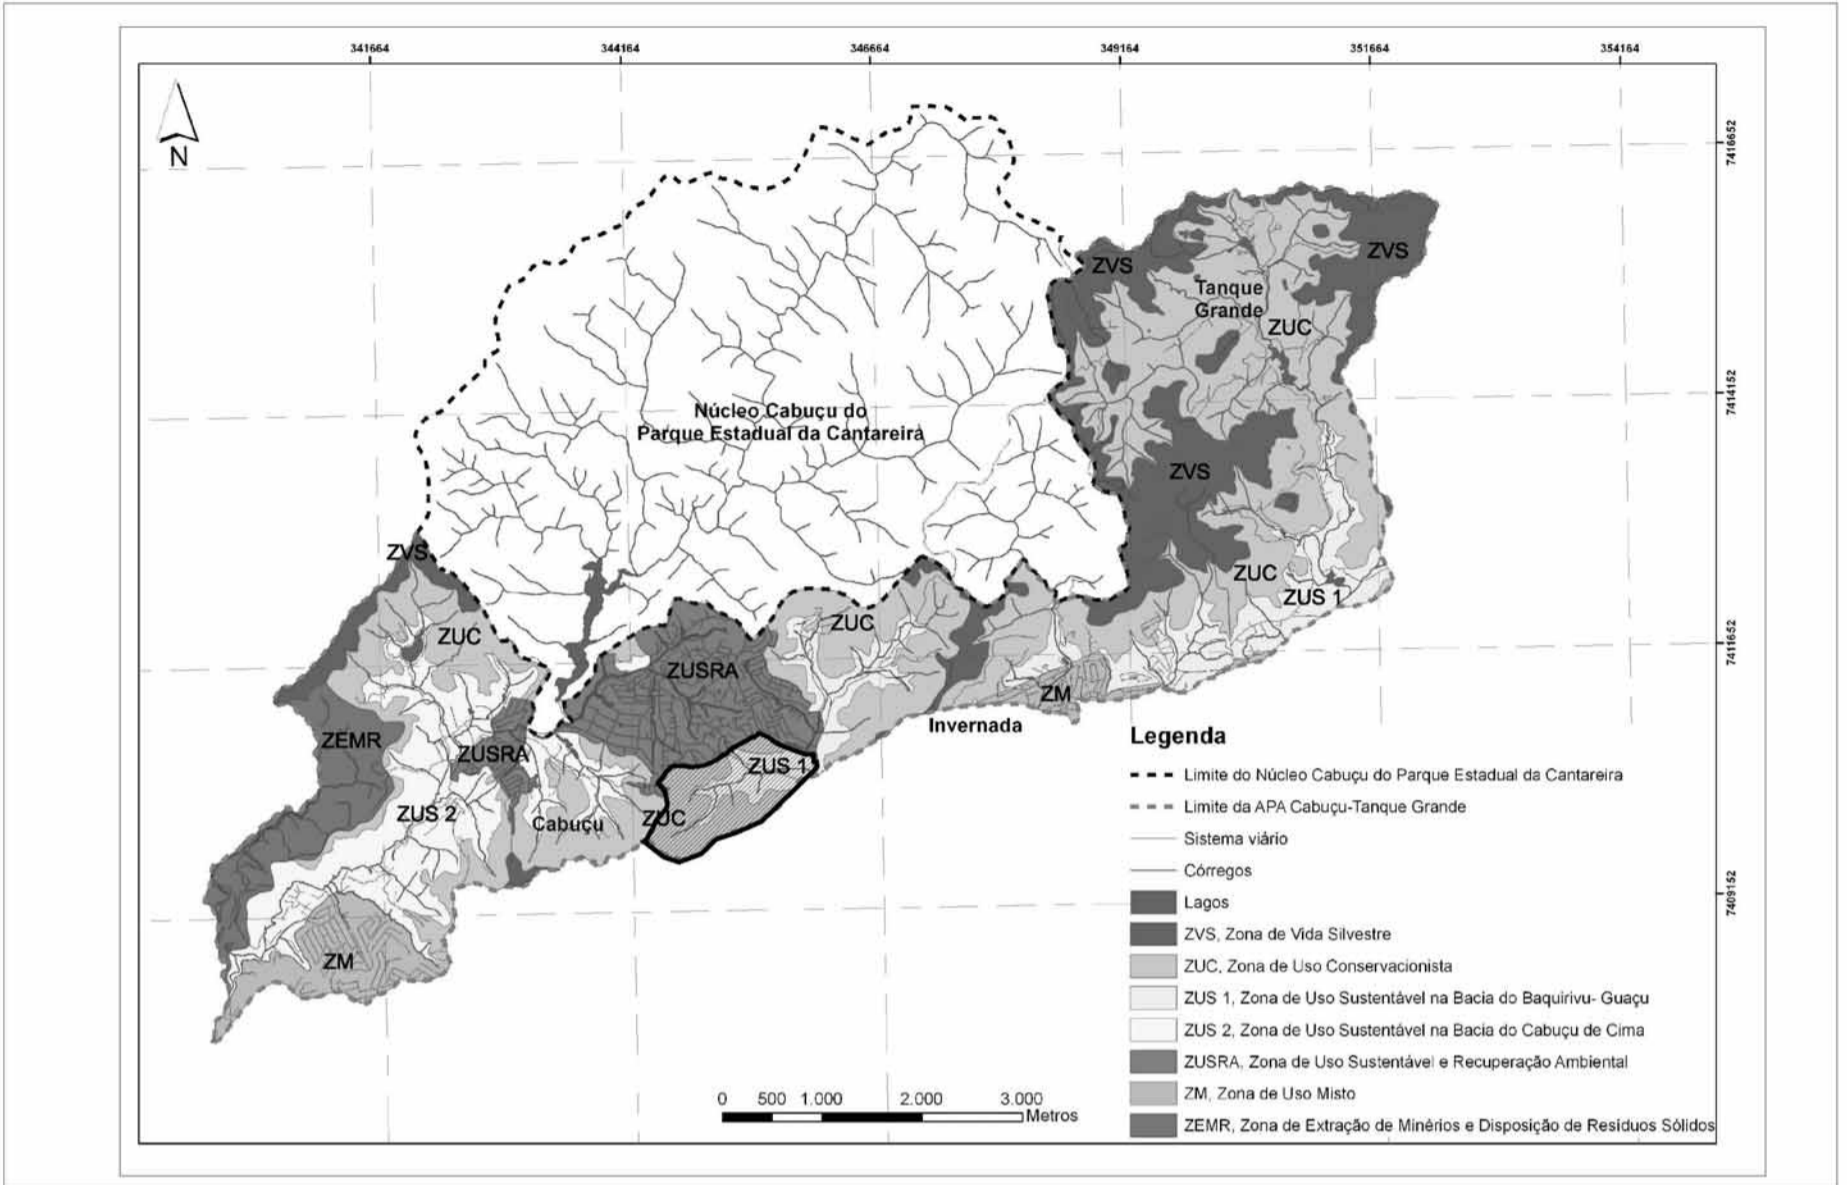 341664 344164 346664 349164 351664 354164
N
7416652
ZVS
ZVS
Tanque
Grande
ZUC
7414152
Núcleo Cabuçu do
Parque Estadual da Cantareira
ZVS
ZVS
ZUC
ZUS 1
ZUC
ZUC
7411652
ZUSRA
ZM
Invernada
ZEMR
ZUSRA
ZUS 1
ZUS 2
Cabuçu
ZUC
7409152
ZM
Legenda
Limite do Núcleo Cabuçu do Parque Estadual da Cantareira
Limite da APA Cabuçu-Tanque Grande
Sistema viário
Córregos
Lagos
ZVS, Zona de Vida Silvestre
ZUC, Zona de Uso Conservacionista
ZUS 1, Zona de Uso Sustentável na Bacia do Baquirivu- Guaçu
ZUS 2, Zona de Uso Sustentável na Bacia do Cabuçu de Cima
ZUSRA, Zona de Uso Sustentável e Recuperação Ambiental
ZM, Zona de Uso Misto
ZEMR, Zona de Extração de Minérios e Disposição de Resíduos Sólidos
0 500 1.000 2.000 3.000
Metros